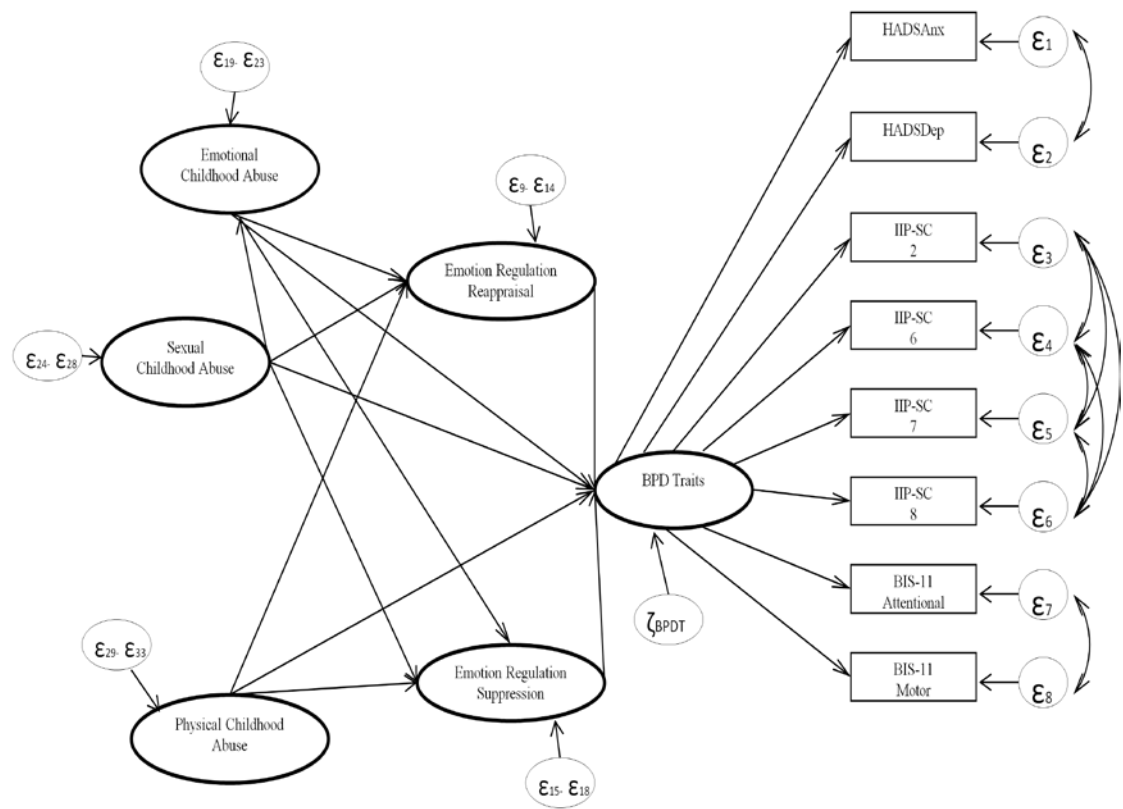 HADSAnx
ε1
ε19- ε23
HADSDep
ε2
Emotional
Childhood Abuse
ε9- ε14
IIP-SC
2
ε3
Emotion Regulation
Reappraisal
IIP-SC
6
ε4
Sexual
Childhood Abuse
ε24- ε28
IIP-SC
7
ε5
BPD Traits
IIP-SC
8
ε6
BIS-11
Attentional
ε7
ζBPDT
ε29- ε33
Emotion Regulation
Suppression
BIS-11
Motor
ε8
Physical Childhood
Abuse
ε15- ε18